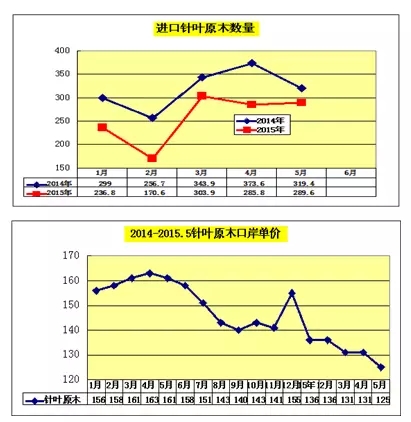 进口针叶原木数量
400
350
300
250
200
150
2014年
2015年
1月 2月 3月 4月 5月 6月
2014年 299 256.7 343.9 373.6 319.4
2015年 236.8 170.6 303.9 285.8 289.6
2014-2015.5针叶原木口岸单价
170
160
150
140
130
120
1月 2月 3月 4月 5月 6月 7月 8月 9月 10月 11月 12月 15年 2月 3月 4月 5月
针叶原木 156 158 161 163 161 158 151 143 140 143 141 155 136 136 131 131 125